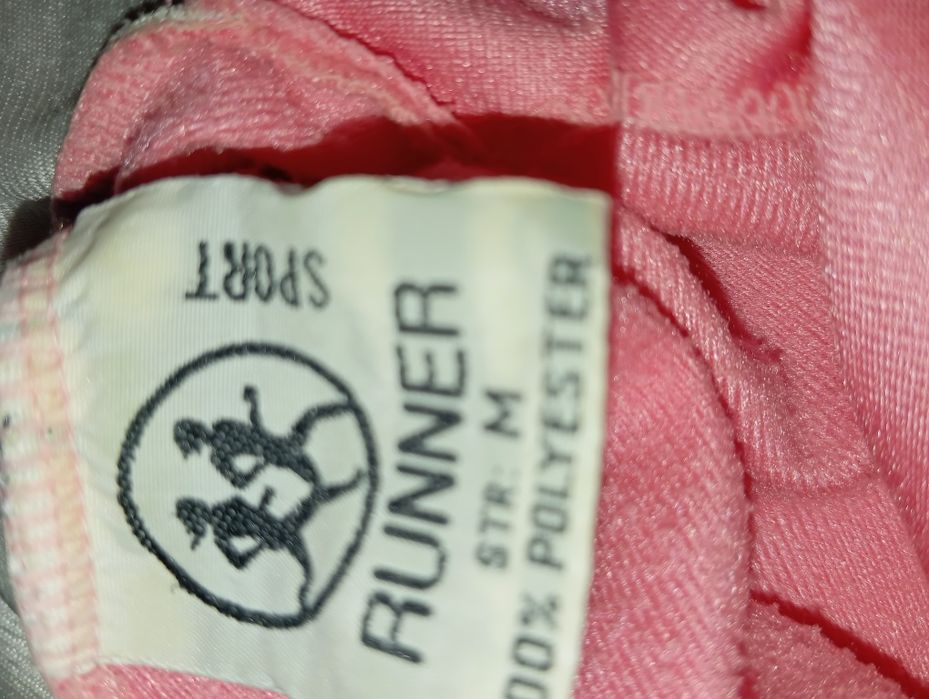 SPORT
RUNNER
STR: M
00% POLYESTER